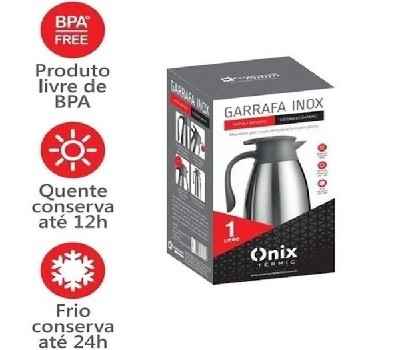 BPA®
FREE
Produto
livre de
BPA
Quente
conserva
até 12h
Frio
conserva
até 24h
GARRAFA INOX
1
LITRO
Onix
TERMIC